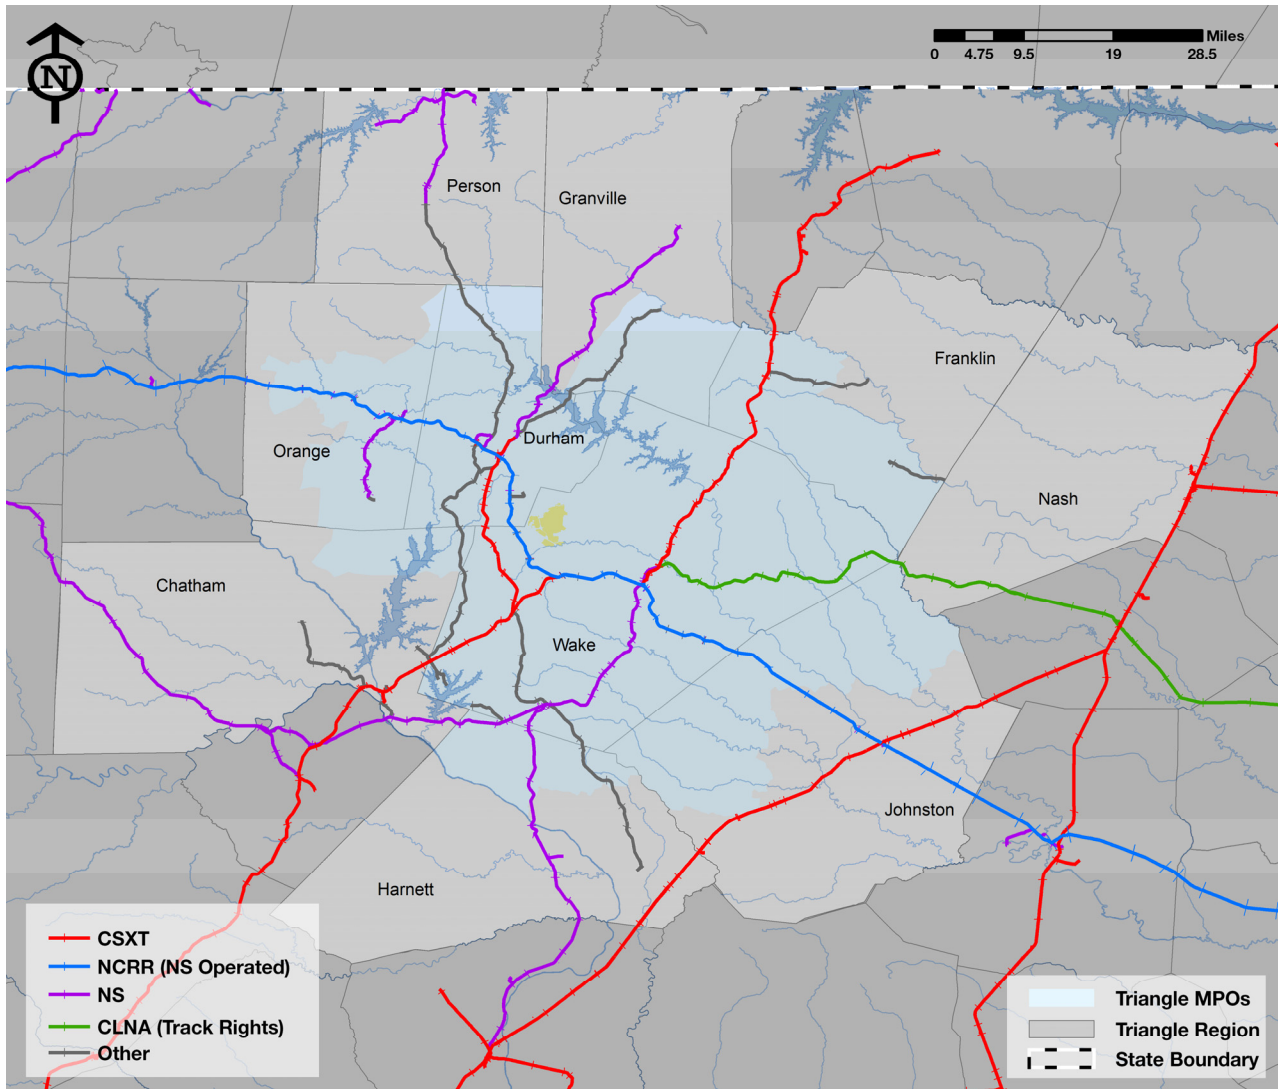 N
Miles
0 4.75 9.5 19 28.5
Person
Granville
Franklin
Durham
Orange
Nash
Chatham
Wake
Johnston
Harnett
CSXT
NCRR (NS Operated)
NS
CLNA (Track Rights)
Other
Triangle MPOs
Triangle Region
State Boundary